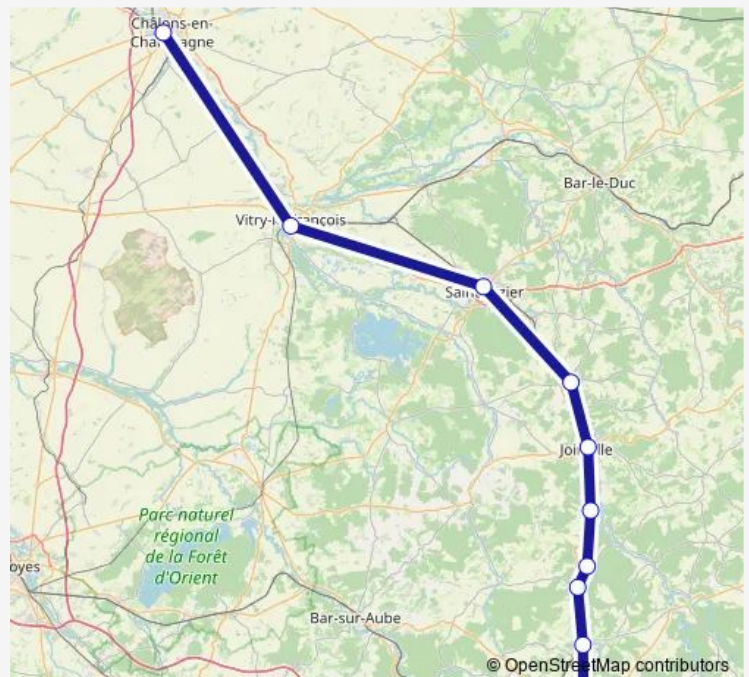 Châlons-en-
Champagne
Bar-le-Duc
Vitry-le-François
Saint-Dizier
Joinville
Parc naturel
régional
de la Forêt
d'Orient
oyes
Bar-sur-Aube
© OpenStreetMap contributors